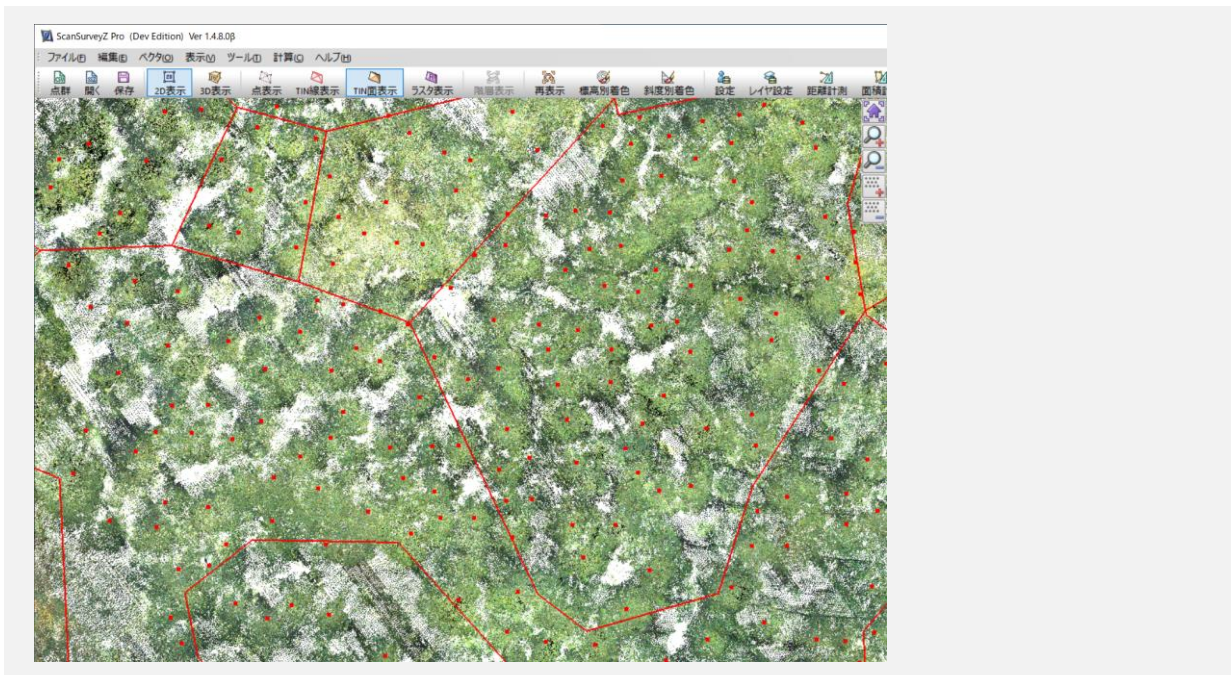 ScanSurveyZ Pro (Dev Edition) Ver 1.4.8.0β
ファイル(F) 編集(E) ベクタ(O) 表示(V) ツール(T) 計算(C) ヘルプ(H)
点群 開く 保存 2D表示 3D表示 点表示 TIN線表示 TIN面表示 ラスタ表示 階層表示 再表示 標高別着色 斜度別着色 設定 レイヤ設定 距離計測